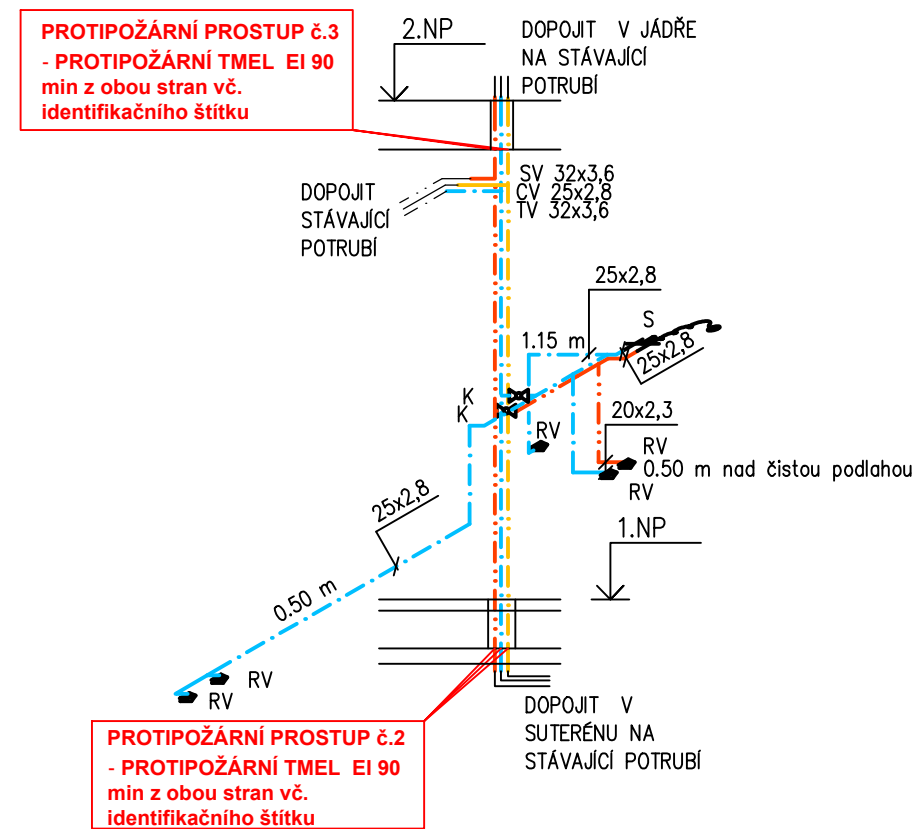 PROTIPOŽÁRNÍ PROSTUP č.3
- PROTIPOŽÁRNÍ TMEL EI 90
min z obou stran vč.
identifikačního štítku
2.NP
DOPOJIT V JÁDŘE
NA STÁVAJÍCÍ
POTRUBÍ
DOPOJIT
STÁVAJÍCÍ
POTRUBÍ
SV 32x3,6
CV 25x2,8
TV 32x3,6
25x2,8
S
1.15 m
25x2,8
K
K
20x2,3
RV
RV
0.50 m nad čistou podlahou
RV
25x2,8
1.NP
0.50 m
RV
RV
DOPOJIT V
SUTERÉNU NA
STÁVAJÍCÍ POTRUBÍ
PROTIPOŽÁRNÍ PROSTUP č.2
- PROTIPOŽÁRNÍ TMEL EI 90
min z obou stran vč.
identifikačního štítku